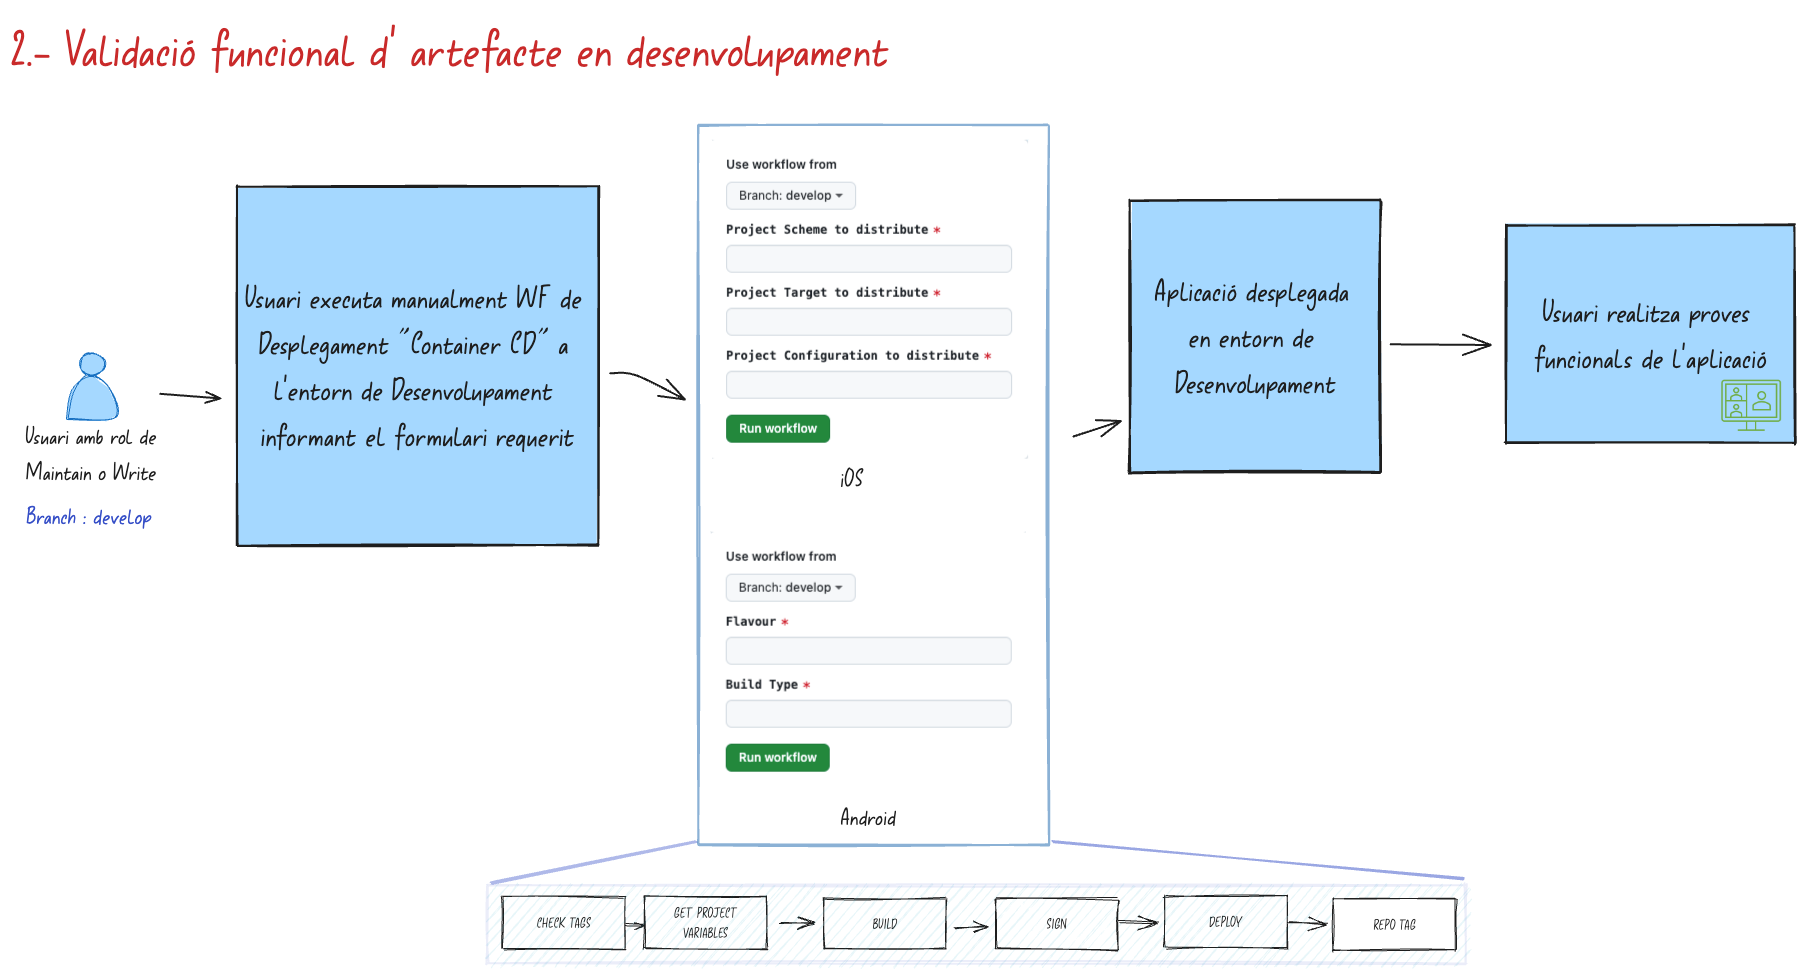 2.- Validació funcional d' artefacte en desenvolupament
Usuari amb rol de
Maintain o Write
Branch : develop
Usuari executa manualment WF de
Desplegament "Container CD" a
l'entorn de Desenvolupament
informant el formulari requerit
Use workflow from
Branch: develop
Project Scheme to distribute *
Project Target to distribute *
Project Configuration to distribute *
Run workflow
iOS
Use workflow from
Branch: develop
Flavour *
Build Type *
Run workflow
Android
Aplicació desplegada
en entorn de
Desenvolupament
Usuari realitza proves
funcionals de l'aplicació
CHECK TAGS
GET PROJECT
VARIABLES
BUILD
SIGN
DEPLOY
REPO TAG